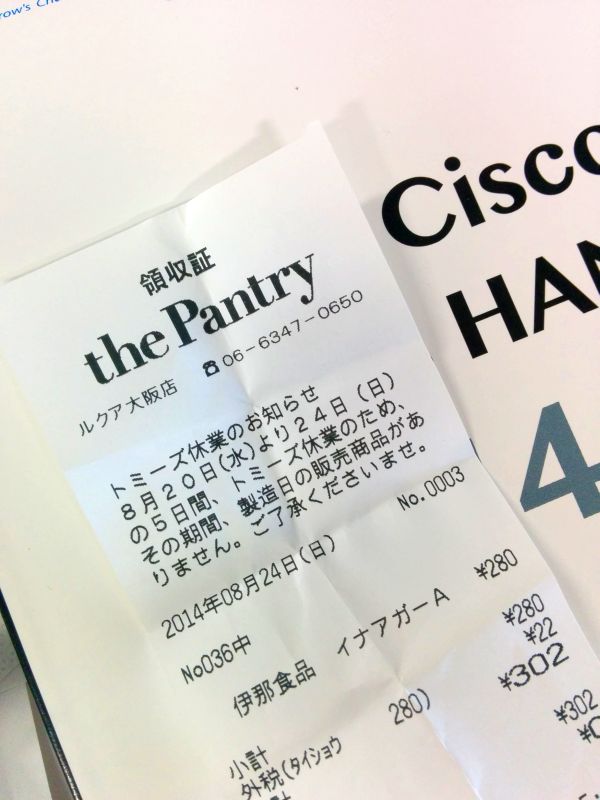 row's Ch
Cisco
HAN
4
領収証
the Pantry
ルクア大阪店 ☎06-6347-0650
トミーズ休業のお知らせ
8月20日(水)より24日(日)
の5日間、トミーズ休業のため、
その期間、製造日の販売商品があ
りません。ご了承くださいませ。
2014年08月24日(日) No.0003
No036中
伊那食品 イナアガーA ¥280
小計 ¥280
外税(タイショウ 280) ¥22
計 ¥302
¥302